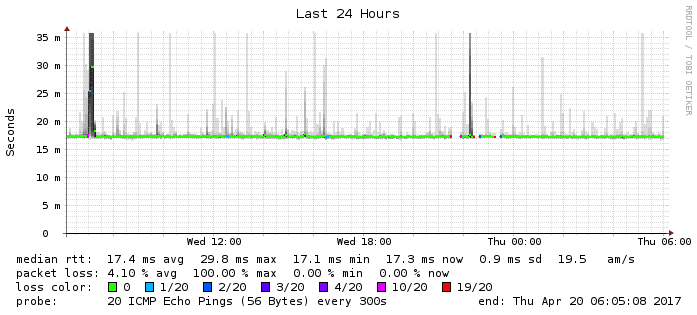 Last 24 Hours
RRDTOOL / TOBI OETIKER
Seconds
35 m
30 m
25 m
20 m
15 m
10 m
5 m
0
Wed 12:00 Wed 18:00 Thu 00:00 Thu 06:00
median rtt: 17.4 ms avg 29.8 ms max 17.1 ms min 17.3 ms now 0.9 ms sd 19.5 am/s
packet loss: 4.10 % avg 100.00 % max 0.00 % min 0.00 % now
loss color: 0 1/20 2/20 3/20 4/20 10/20 19/20
probe: 20 ICMP Echo Pings (56 Bytes) every 300s end: Thu Apr 20 06:05:08 2017